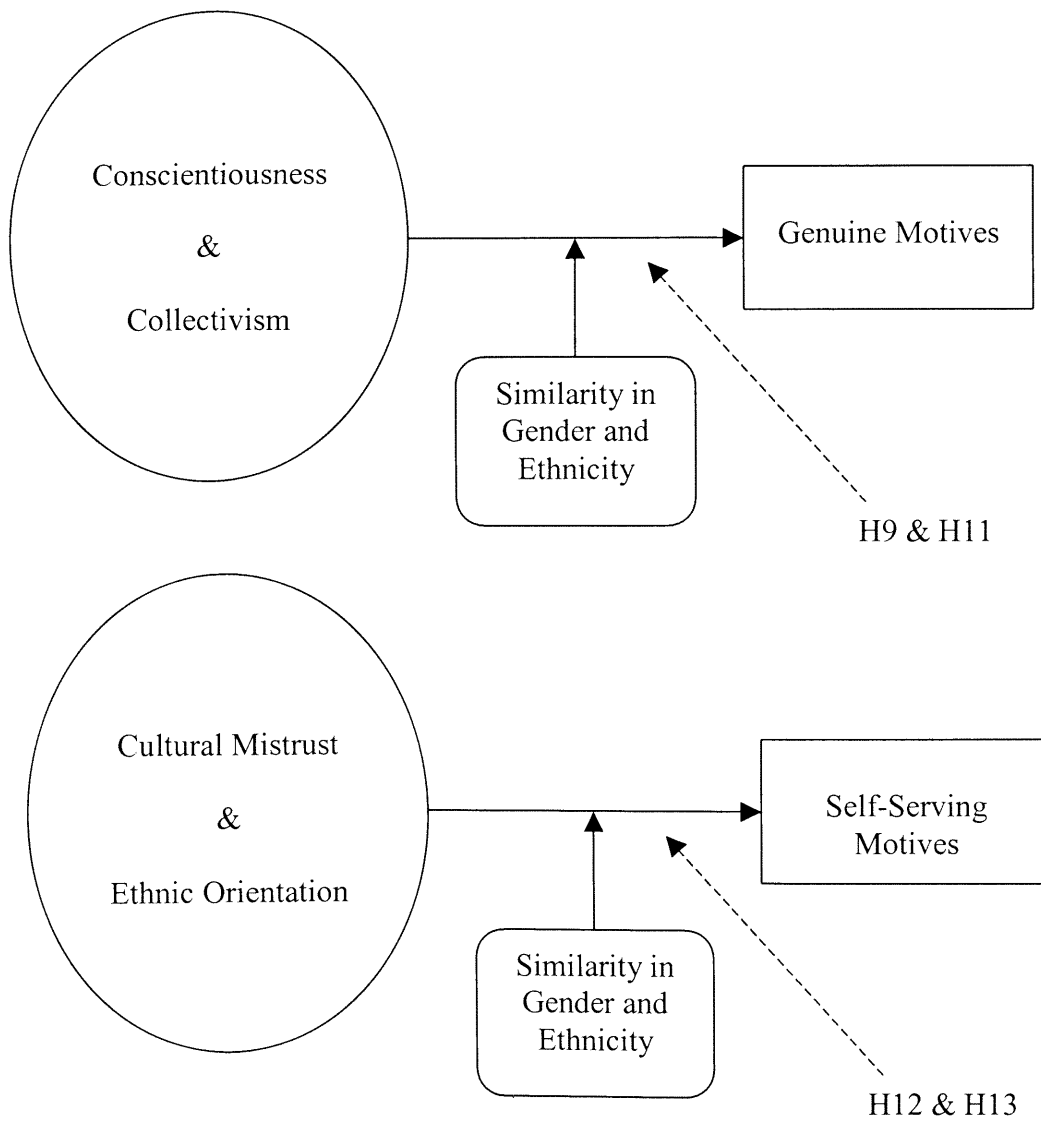 Conscientiousness
&
Collectivism
Genuine Motives
Similarity in
Gender and
Ethnicity
H9 & H11
Cultural Mistrust
&
Ethnic Orientation
Self-Serving
Motives
Similarity in
Gender and
Ethnicity
H12 & H13